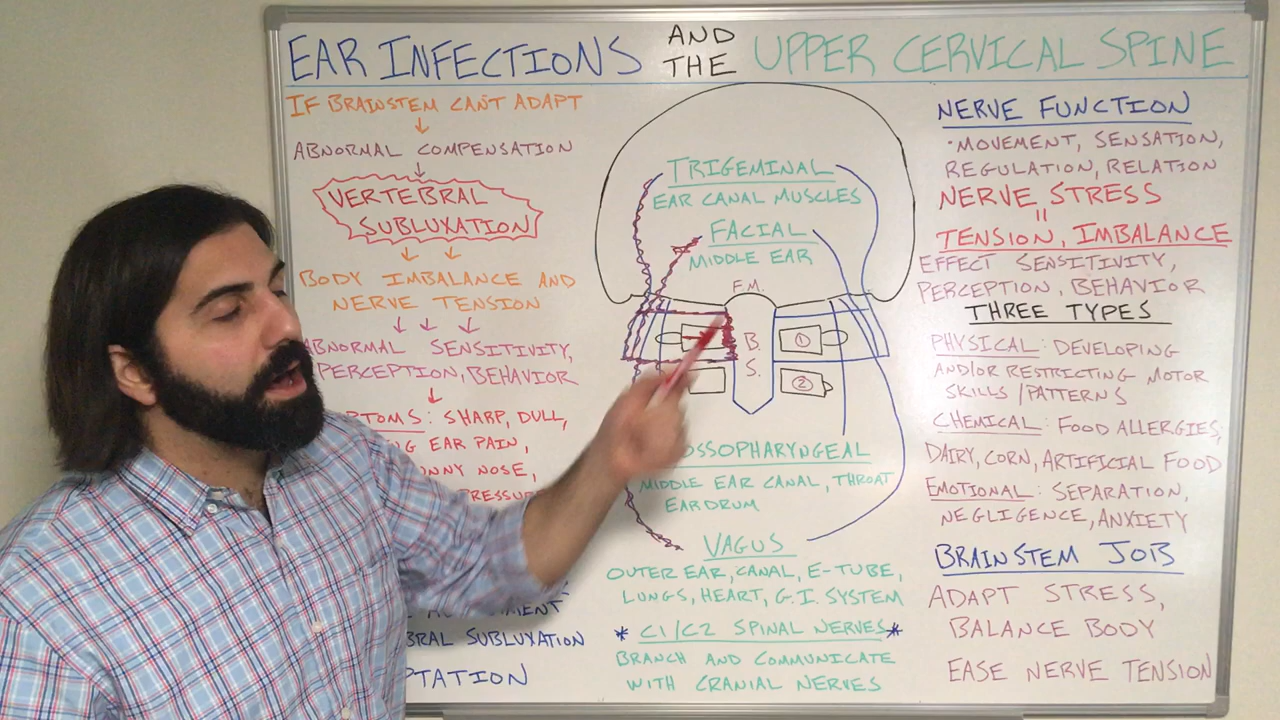 EAR INFECTIONS AND THE UPPER CERVICAL SPINE
IF BRAINSTEM CAN'T ADAPT
ABNORMAL COMPENSATION
VERTEBRAL
SUBLUXATION
BODY IMBALANCE AND
NERVE TENSION
ABNORMAL SENSITIVITY,
PERCEPTION, BEHAVIOR
: SHARP, DULL,
EAR PAIN,
NOSE,
SUBLUXATION
TRIGEMINAL
EAR CANAL MUSCLES
FACIAL
MIDDLE EAR
F.M.
B.
S.
1
2
MIDDLE EAR CANAL, THROAT
EARDRUM
VAGUS
OUTER EAR, CANAL, E-TUBE,
LUNGS, HEART, G.I. SYSTEM
* C1/C2 SPINAL NERVES *
BRANCH AND COMMUNICATE
WITH CRANIAL NERVES
NERVE FUNCTION
• MOVEMENT, SENSATION,
REGULATION, RELATION
NERVE STRESS
=
TENSION, IMBALANCE
EFFECT SENSITIVITY,
PERCEPTION, BEHAVIOR
THREE TYPES
PHYSICAL: DEVELOPING
AND/OR RESTRICTING MOTOR
SKILLS/PATTERNS
CHEMICAL: FOOD ALLERGIES,
DAIRY, CORN, ARTIFICIAL FOOD
EMOTIONAL: SEPARATION,
NEGLIGENCE, ANXIETY
BRAINSTEM JOB
ADAPT STRESS,
BALANCE BODY
EASE NERVE TENSION